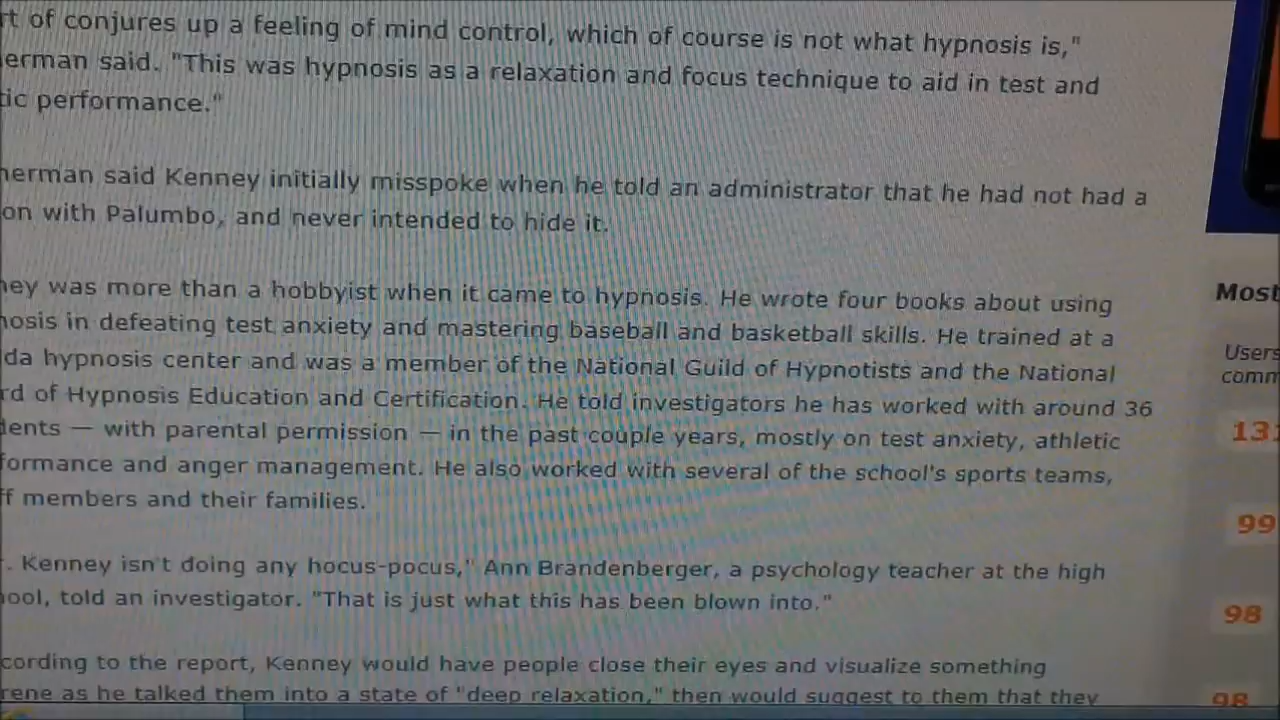 rt of conjures up a feeling of mind control, which of course is not what hypnosis is,"
erman said. "This was hypnosis as a relaxation and focus technique to aid in test and
tic performance."
herman said Kenney initially misspoke when he told an administrator that he had not had a
on with Palumbo, and never intended to hide it.
ney was more than a hobbyist when it came to hypnosis. He wrote four books about using
nosis in defeating test anxiety and mastering baseball and basketball skills. He trained at a
da hypnosis center and was a member of the National Guild of Hypnotists and the National
rd of Hypnosis Education and Certification. He told investigators he has worked with around 36
dents — with parental permission — in the past couple years, mostly on test anxiety, athletic
formance and anger management. He also worked with several of the school's sports teams,
ff members and their families.
. Kenney isn't doing any hocus-pocus," Ann Brandenberger, a psychology teacher at the high
ool, told an investigator. "That is just what this has been blown into."
cording to the report, Kenney would have people close their eyes and visualize something
rene as he talked them into a state of "deep relaxation," then would suggest to them that they
Most
Users
comm
131
99
98
98